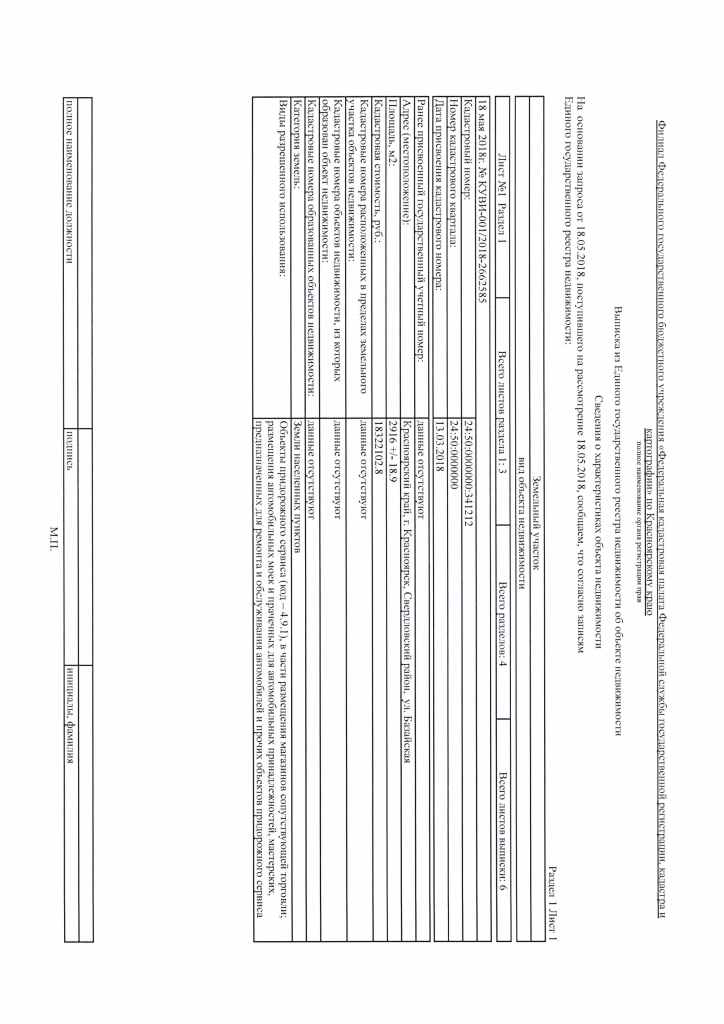 Филиал Федерального государственного бюджетного учреждения «Федеральная кадастровая палата Федеральной службы государственной регистрации, кадастра и
картографии» по Красноярскому краю
полное наименование органа регистрации прав
Выписка из Единого государственного реестра недвижимости об объекте недвижимости
Сведения о характеристиках объекта недвижимости
На основании запроса от 18.05.2018, поступившего на рассмотрение 18.05.2018, сообщаем, что согласно записям
Единого государственного реестра недвижимости:
Раздел 1 Лист 1
Земельный участок
вид объекта недвижимости
Лист №1 Раздел 1 Всего листов раздела 1: 3 Всего разделов: 4 Всего листов выписки: 6
18 мая 2018г. № КУВИ-001/2018-2662585
Кадастровый номер: 24:50:0000000:341212
Номер кадастрового квартала: 24:50:0000000
Дата присвоения кадастрового номера: 13.03.2018
Ранее присвоенный государственный учетный номер: данные отсутствуют
Адрес (местоположение): Красноярский край, г. Красноярск, Свердловский район, ул. Базайская
Площадь, м2: 2916 +/- 18.9
Кадастровая стоимость, руб.: 18322102.8
Кадастровые номера расположенных в пределах земельного
участка объектов недвижимости: данные отсутствуют
Кадастровые номера объектов недвижимости, из которых
образован объект недвижимости: данные отсутствуют
Кадастровые номера образованных объектов недвижимости: данные отсутствуют
Категория земель: Земли населенных пунктов
Виды разрешенного использования: Объекты придорожного сервиса (код – 4.9.1), в части размещения магазинов сопутствующей торговли;
размещения автомобильных моек и прачечных для автомобильных принадлежностей, мастерских,
предназначенных для ремонта и обслуживания автомобилей и прочих объектов придорожного сервиса
полное наименование должности подпись инициалы, фамилия
М.П.